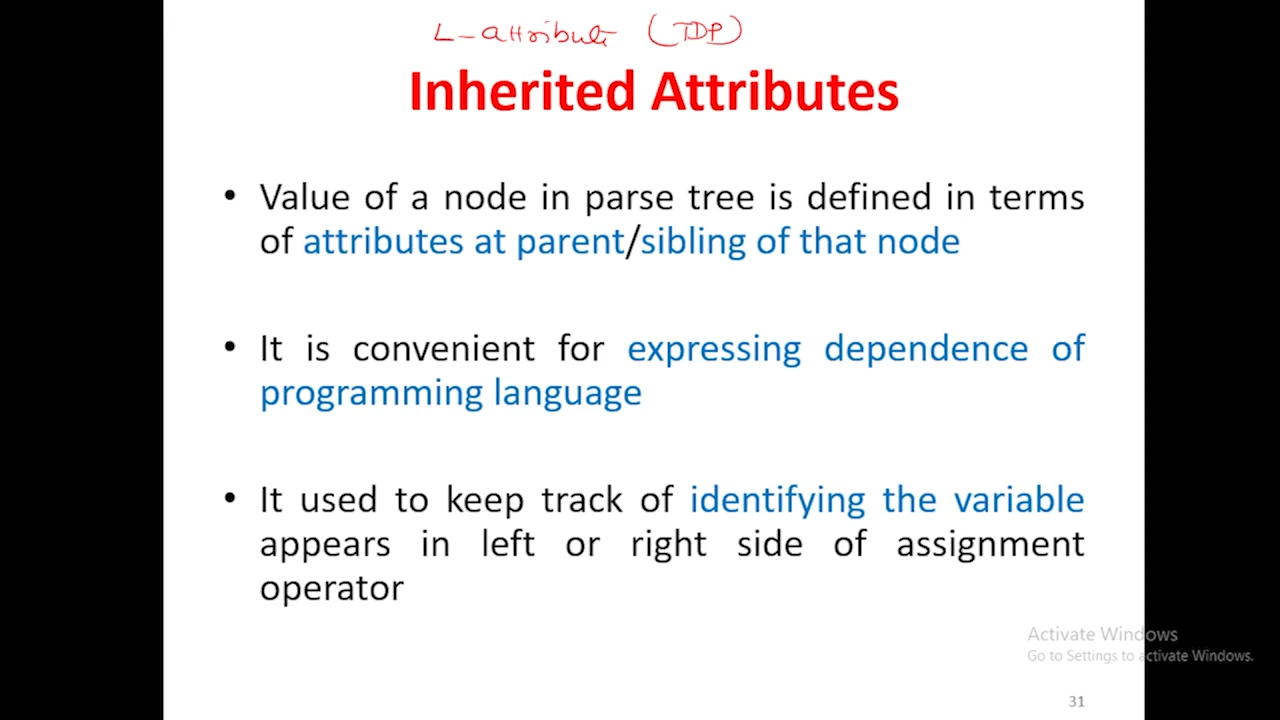 L-attribute (TDP)
Inherited Attributes
• Value of a node in parse tree is defined in terms
of attributes at parent/sibling of that node
• It is convenient for expressing dependence of
programming language
• It used to keep track of identifying the variable
appears in left or right side of assignment
operator
Activate Windows
Go to Settings to activate Windows.
31